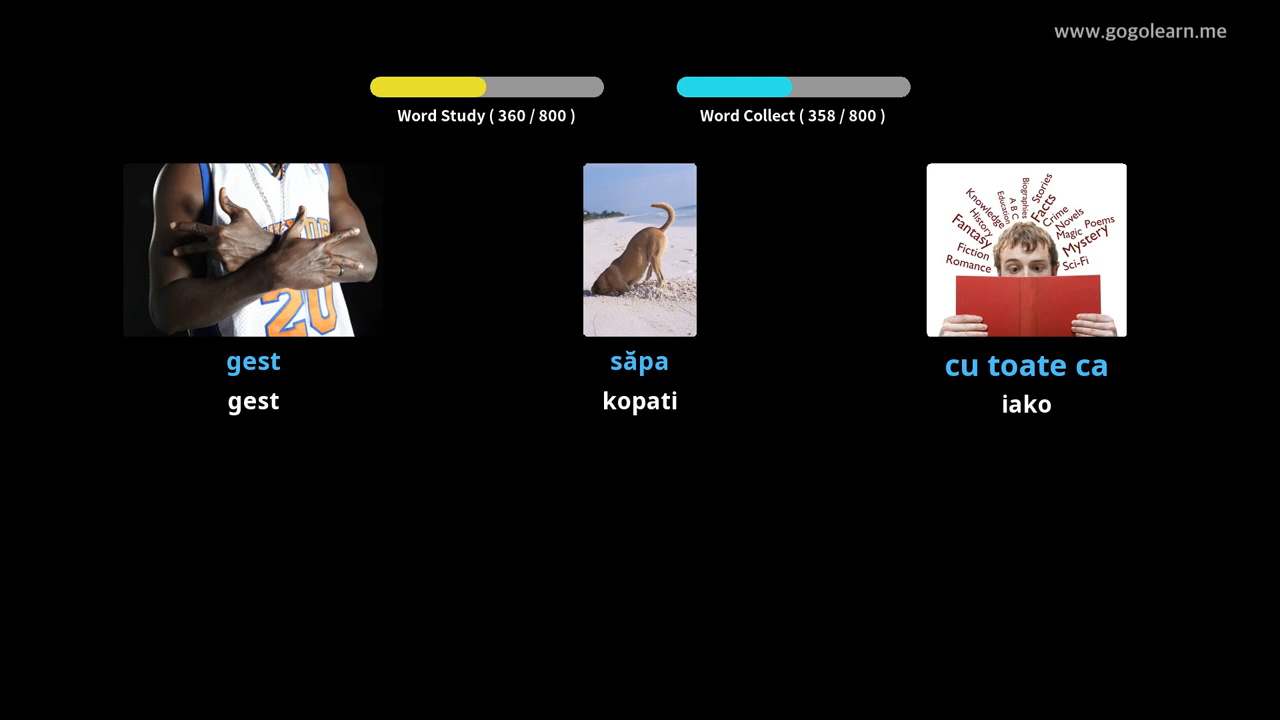 www.gogolearn.me
Word Study ( 360 / 800 )
Word Collect ( 358 / 800 )
20
Stories
Biographies
Facts
Knowledge
Education
A B C
Crime
Novels
History
Magic
Poems
Fantasy
Mystery
Fiction
Romance
Sci-Fi
gest
săpa
cu toate ca
gest
kopati
iako